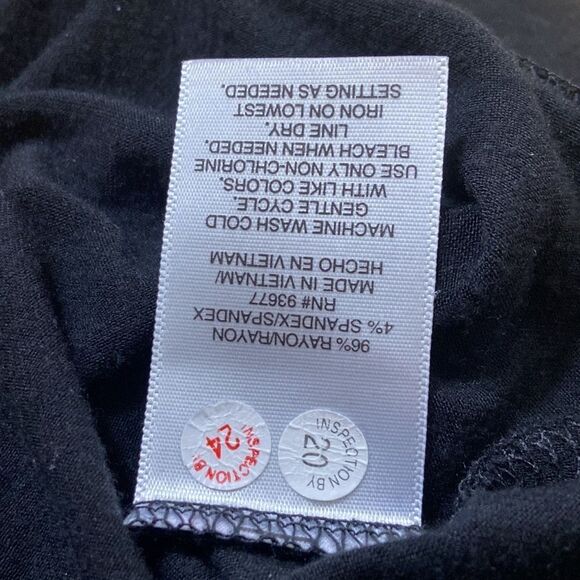 96% RAYON/RAYON
4% SPANDEX/SPANDEX
RN# 93677
MADE IN VIETNAM/
HECHO EN VIETNAM
MACHINE WASH COLD
GENTLE CYCLE.
WITH LIKE COLORS.
USE ONLY NON-CHLORINE
BLEACH WHEN NEEDED.
LINE DRY.
IRON ON LOWEST
SETTING AS NEEDED.
INSPECTION BY
20
INSPECTION BY
24